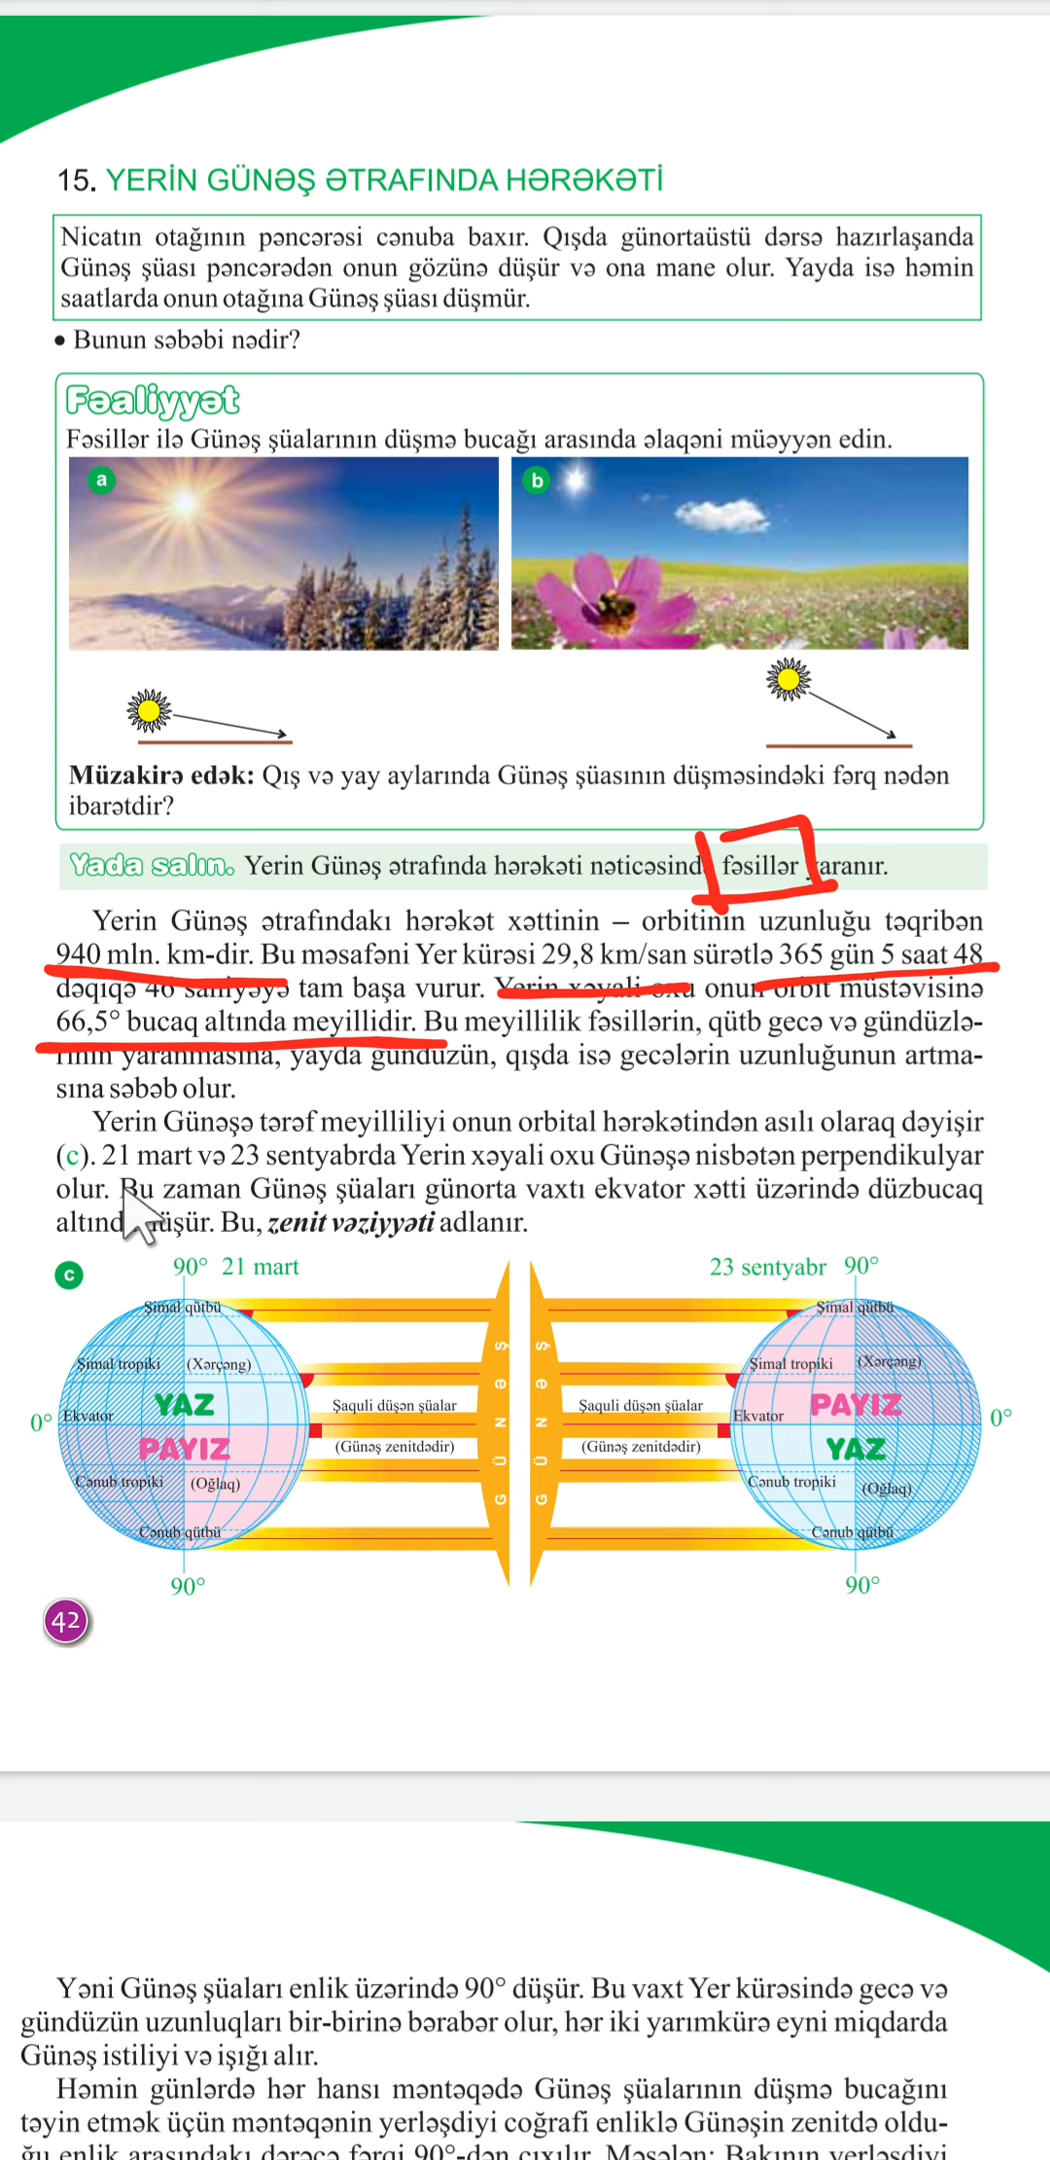 15. YERİN GÜNƏŞ ƏTRAFINDA HƏRƏKƏTİ
Nicatın otağının pəncərəsi cənuba baxır. Qışda günortaüstü dərsə hazırlaşanda
Günəş şüası pəncərədən onun gözünə düşür və ona mane olur. Yayda isə həmin
saatlarda onun otağına Günəş şüası düşmür.
• Bunun səbəbi nədir?
Fəaliyyət
Fəsillər ilə Günəş şüalarının düşmə bucağı arasında əlaqəni müəyyən edin.
a b
Müzakirə edək: Qış və yay aylarında Günəş şüasının düşməsindəki fərq nədən
ibarətdir?
Yada salın. Yerin Günəş ətrafında hərəkəti nəticəsində fəsillər yaranır.
Yerin Günəş ətrafındakı hərəkət xəttinin – orbitinin uzunluğu təqribən
940 mln. km-dir. Bu məsafəni Yer kürəsi 29,8 km/san sürətlə 365 gün 5 saat 48
dəqiqə 46 saniyəyə tam başa vurur. Yerin xəyali oxu onun orbit müstəvisinə
66,5° bucaq altında meyillidir. Bu meyillilik fəsillərin, qütb gecə və gündüzlə-
rinin yaranmasına, yayda gündüzün, qışda isə gecələrin uzunluğunun artma-
sına səbəb olur.
Yerin Günəşə tərəf meyilliliyi onun orbital hərəkətindən asılı olaraq dəyişir
(c). 21 mart və 23 sentyabrda Yerin xəyali oxu Günəşə nisbətən perpendikulyar
olur. Bu zaman Günəş şüaları günorta vaxtı ekvator xətti üzərində düzbucaq
altında düşür. Bu, zenit vəziyyəti adlanır.
c
90° 21 mart
23 sentyabr 90°
Şimal qütbü
Şimal qütbü
Şimal tropiki (Xərçəng)
Şimal tropiki (Xərçəng)
YAZ
Şaquli düşən şüalar
Şaquli düşən şüalar
PAYIZ
0° Ekvator
Ekvator 0°
PAYIZ
(Günəş zenitdədir)
(Günəş zenitdədir)
YAZ
GÜNƏŞ
GÜNƏŞ
Cənub tropiki (Oğlaq)
Cənub tropiki (Oğlaq)
Cənub qütbü
Cənub qütbü
90°
90°
42
Yəni Günəş şüaları enlik üzərində 90° düşür. Bu vaxt Yer kürəsində gecə və
gündüzün uzunluqları bir-birinə bərabər olur, hər iki yarımkürə eyni miqdarda
Günəş istiliyi və işığı alır.
Həmin günlərdə hər hansı məntəqədə Günəş şüalarının düşmə bucağını
təyin etmək üçün məntəqənin yerləşdiyi coğrafi enliklə Günəşin zenitdə oldu-
ğu enlik arasındakı dərəcə fərqi 90°-dən çıxılır. Məsələn: Bakının yerləşdiyi